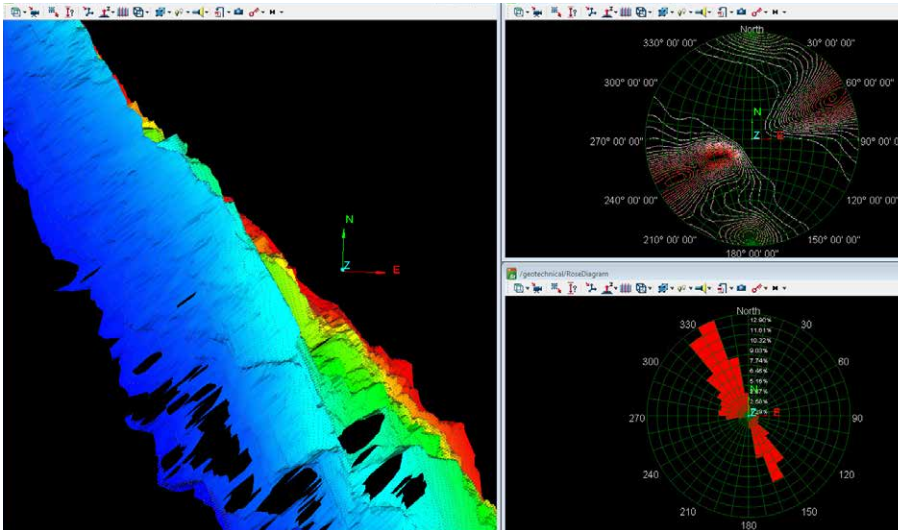 N
Z
E
North
330° 00' 00"
30° 00' 00"
300° 00' 00"
60° 00' 00"
N
Z
E
270° 00' 00"
90° 00' 00"
240° 00' 00"
120° 00' 00"
210° 00' 00"
150° 00' 00"
180° 00' 00"
/geotechnical/RoseDiagram
North
330
30
12.90%
11.61%
10.32%
9.03%
300
60
7.74%
6.45%
5.16%
N
270
Z
90
240
120
210
150
180